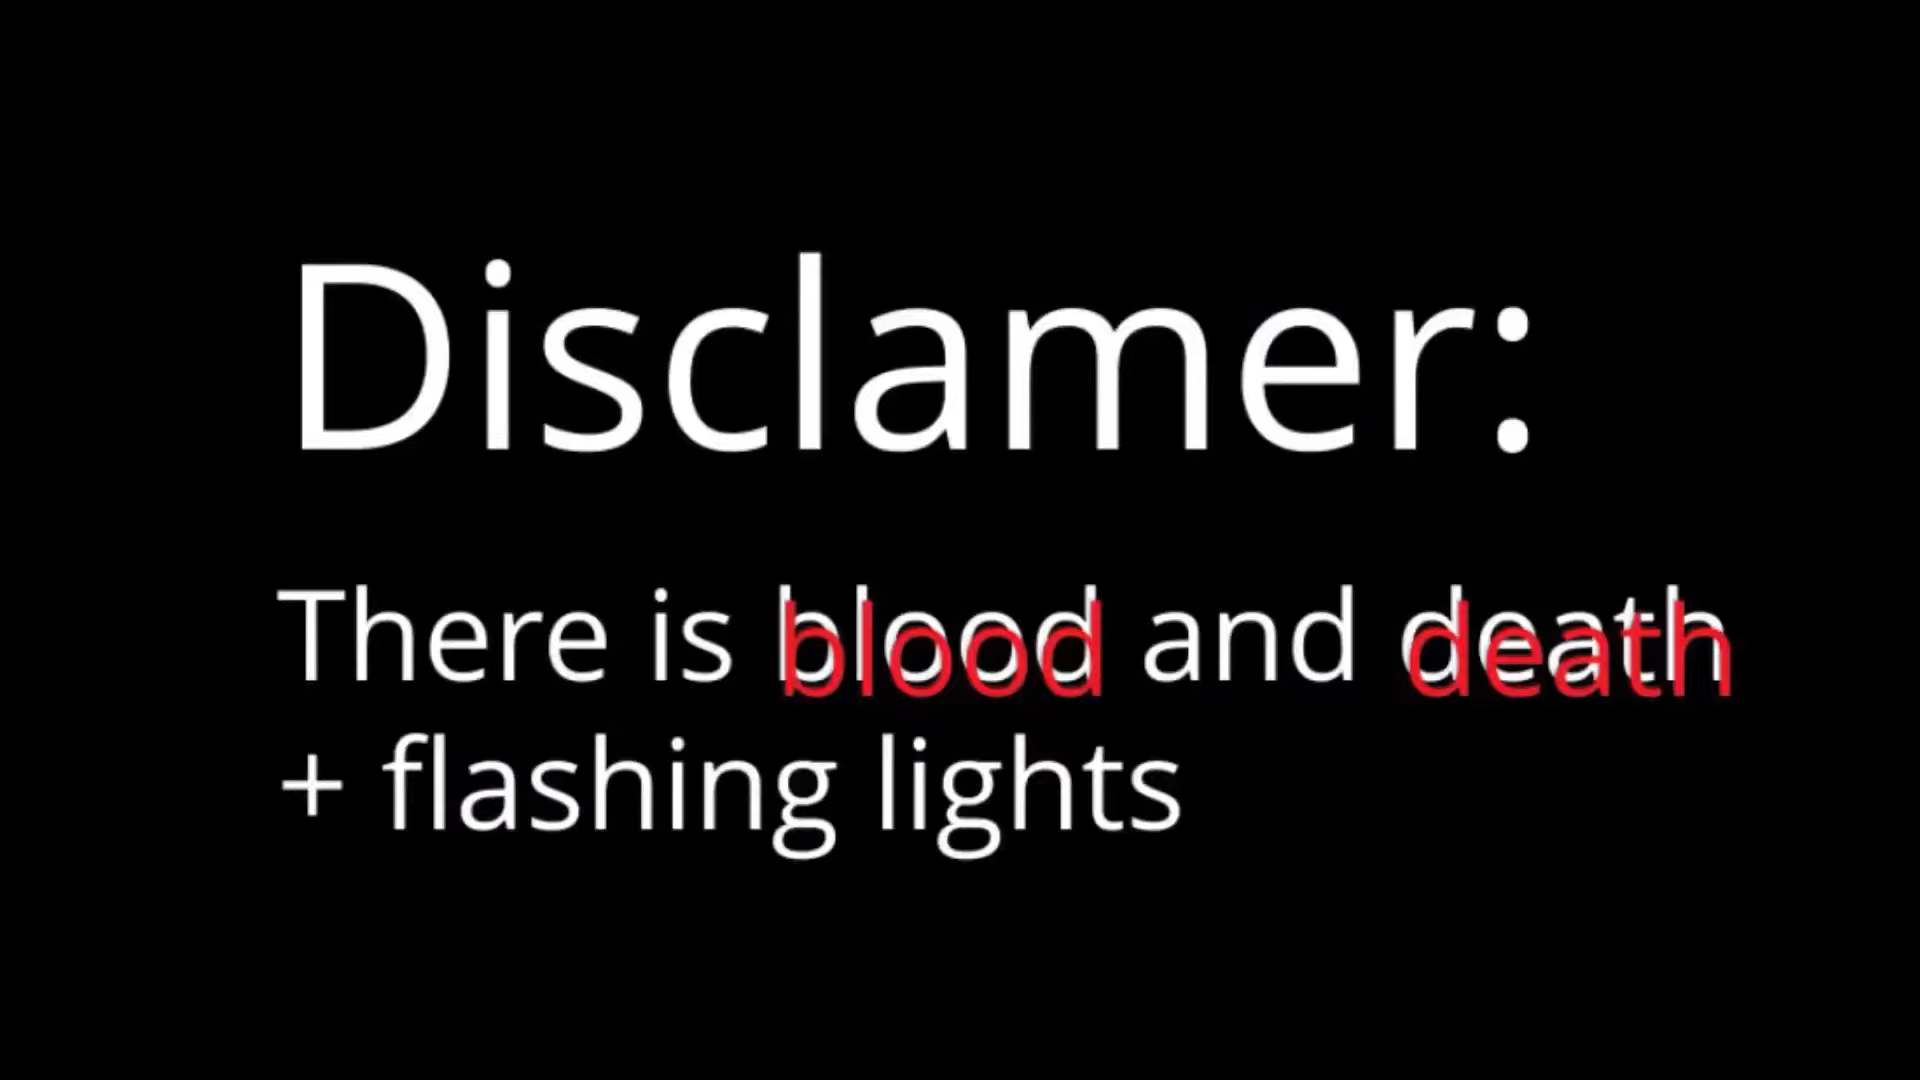 Disclamer:
There is blood and death
+ flashing lights